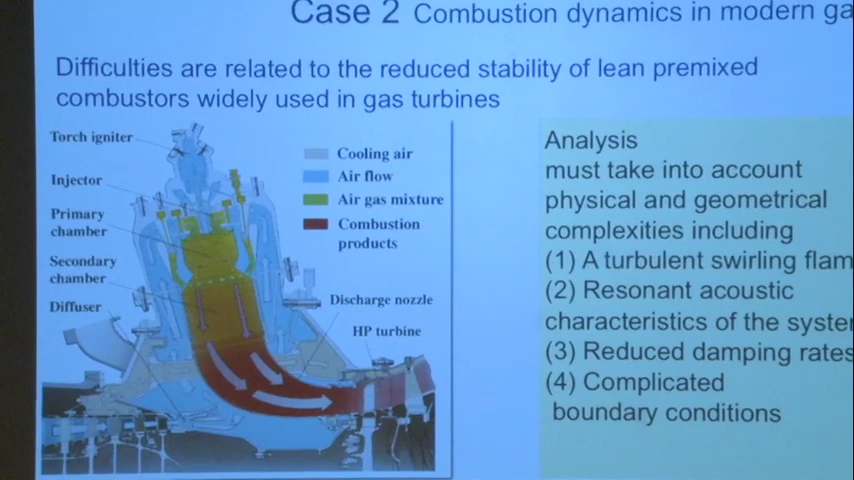 Case 2 Combustion dynamics in modern
Difficulties are related to the reduced stability of lean premixed
combustors widely used in gas turbines
Torch igniter
Injector
Primary
chamber
Secondary
chamber
Diffuser
Cooling air
Air flow
Air gas mixture
Combustion
products
Discharge nozzle
HP turbine
Analysis
must take into account
physical and geometrical
complexities including
(1) A turbulent swirling
(2) Resonant acoustic
characteristics of the
(3) Reduced damping rates
(4) Complicated
boundary conditions